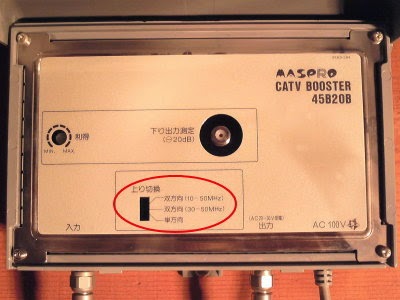 MASPRO
CATV BOOSTER
45B20B
利得
MIN. MAX
下り出力測定
(⊖20dB)
上り切換
双方向(10-50MHz)
双方向(30-50MHz)
単方向
入力
出力
AC 100V